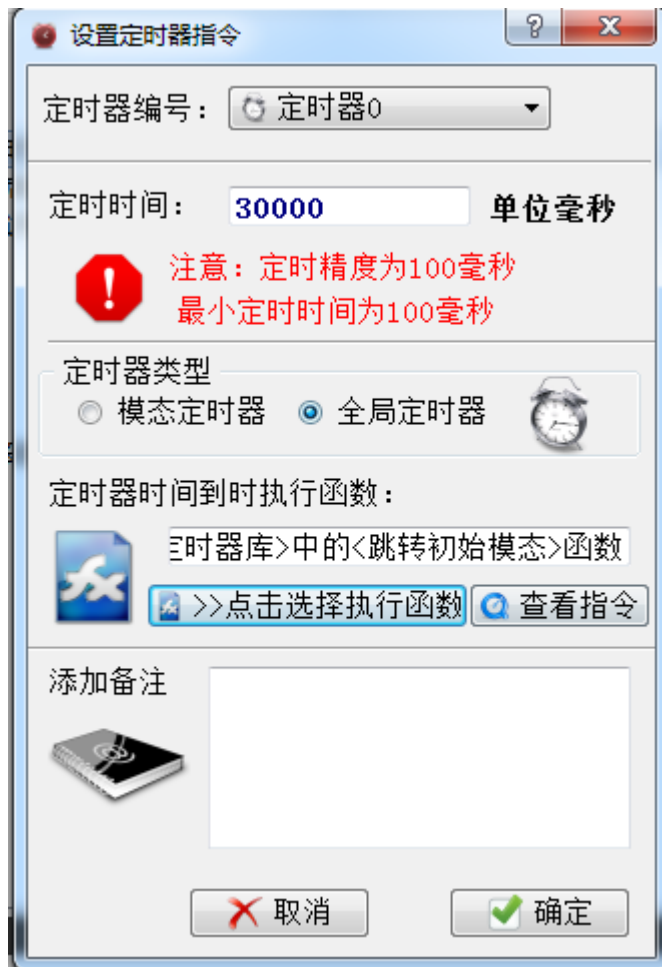 设置定时器指令
定时器编号： 定时器0
定时时间： 30000 单位毫秒
注意：定时精度为100毫秒
最小定时时间为100毫秒
定时器类型
模态定时器 全局定时器
定时器时间到时执行函数：
时器库>中的<跳转初始模态>函数
>>点击选择执行函数 查看指令
添加备注
取消 确定